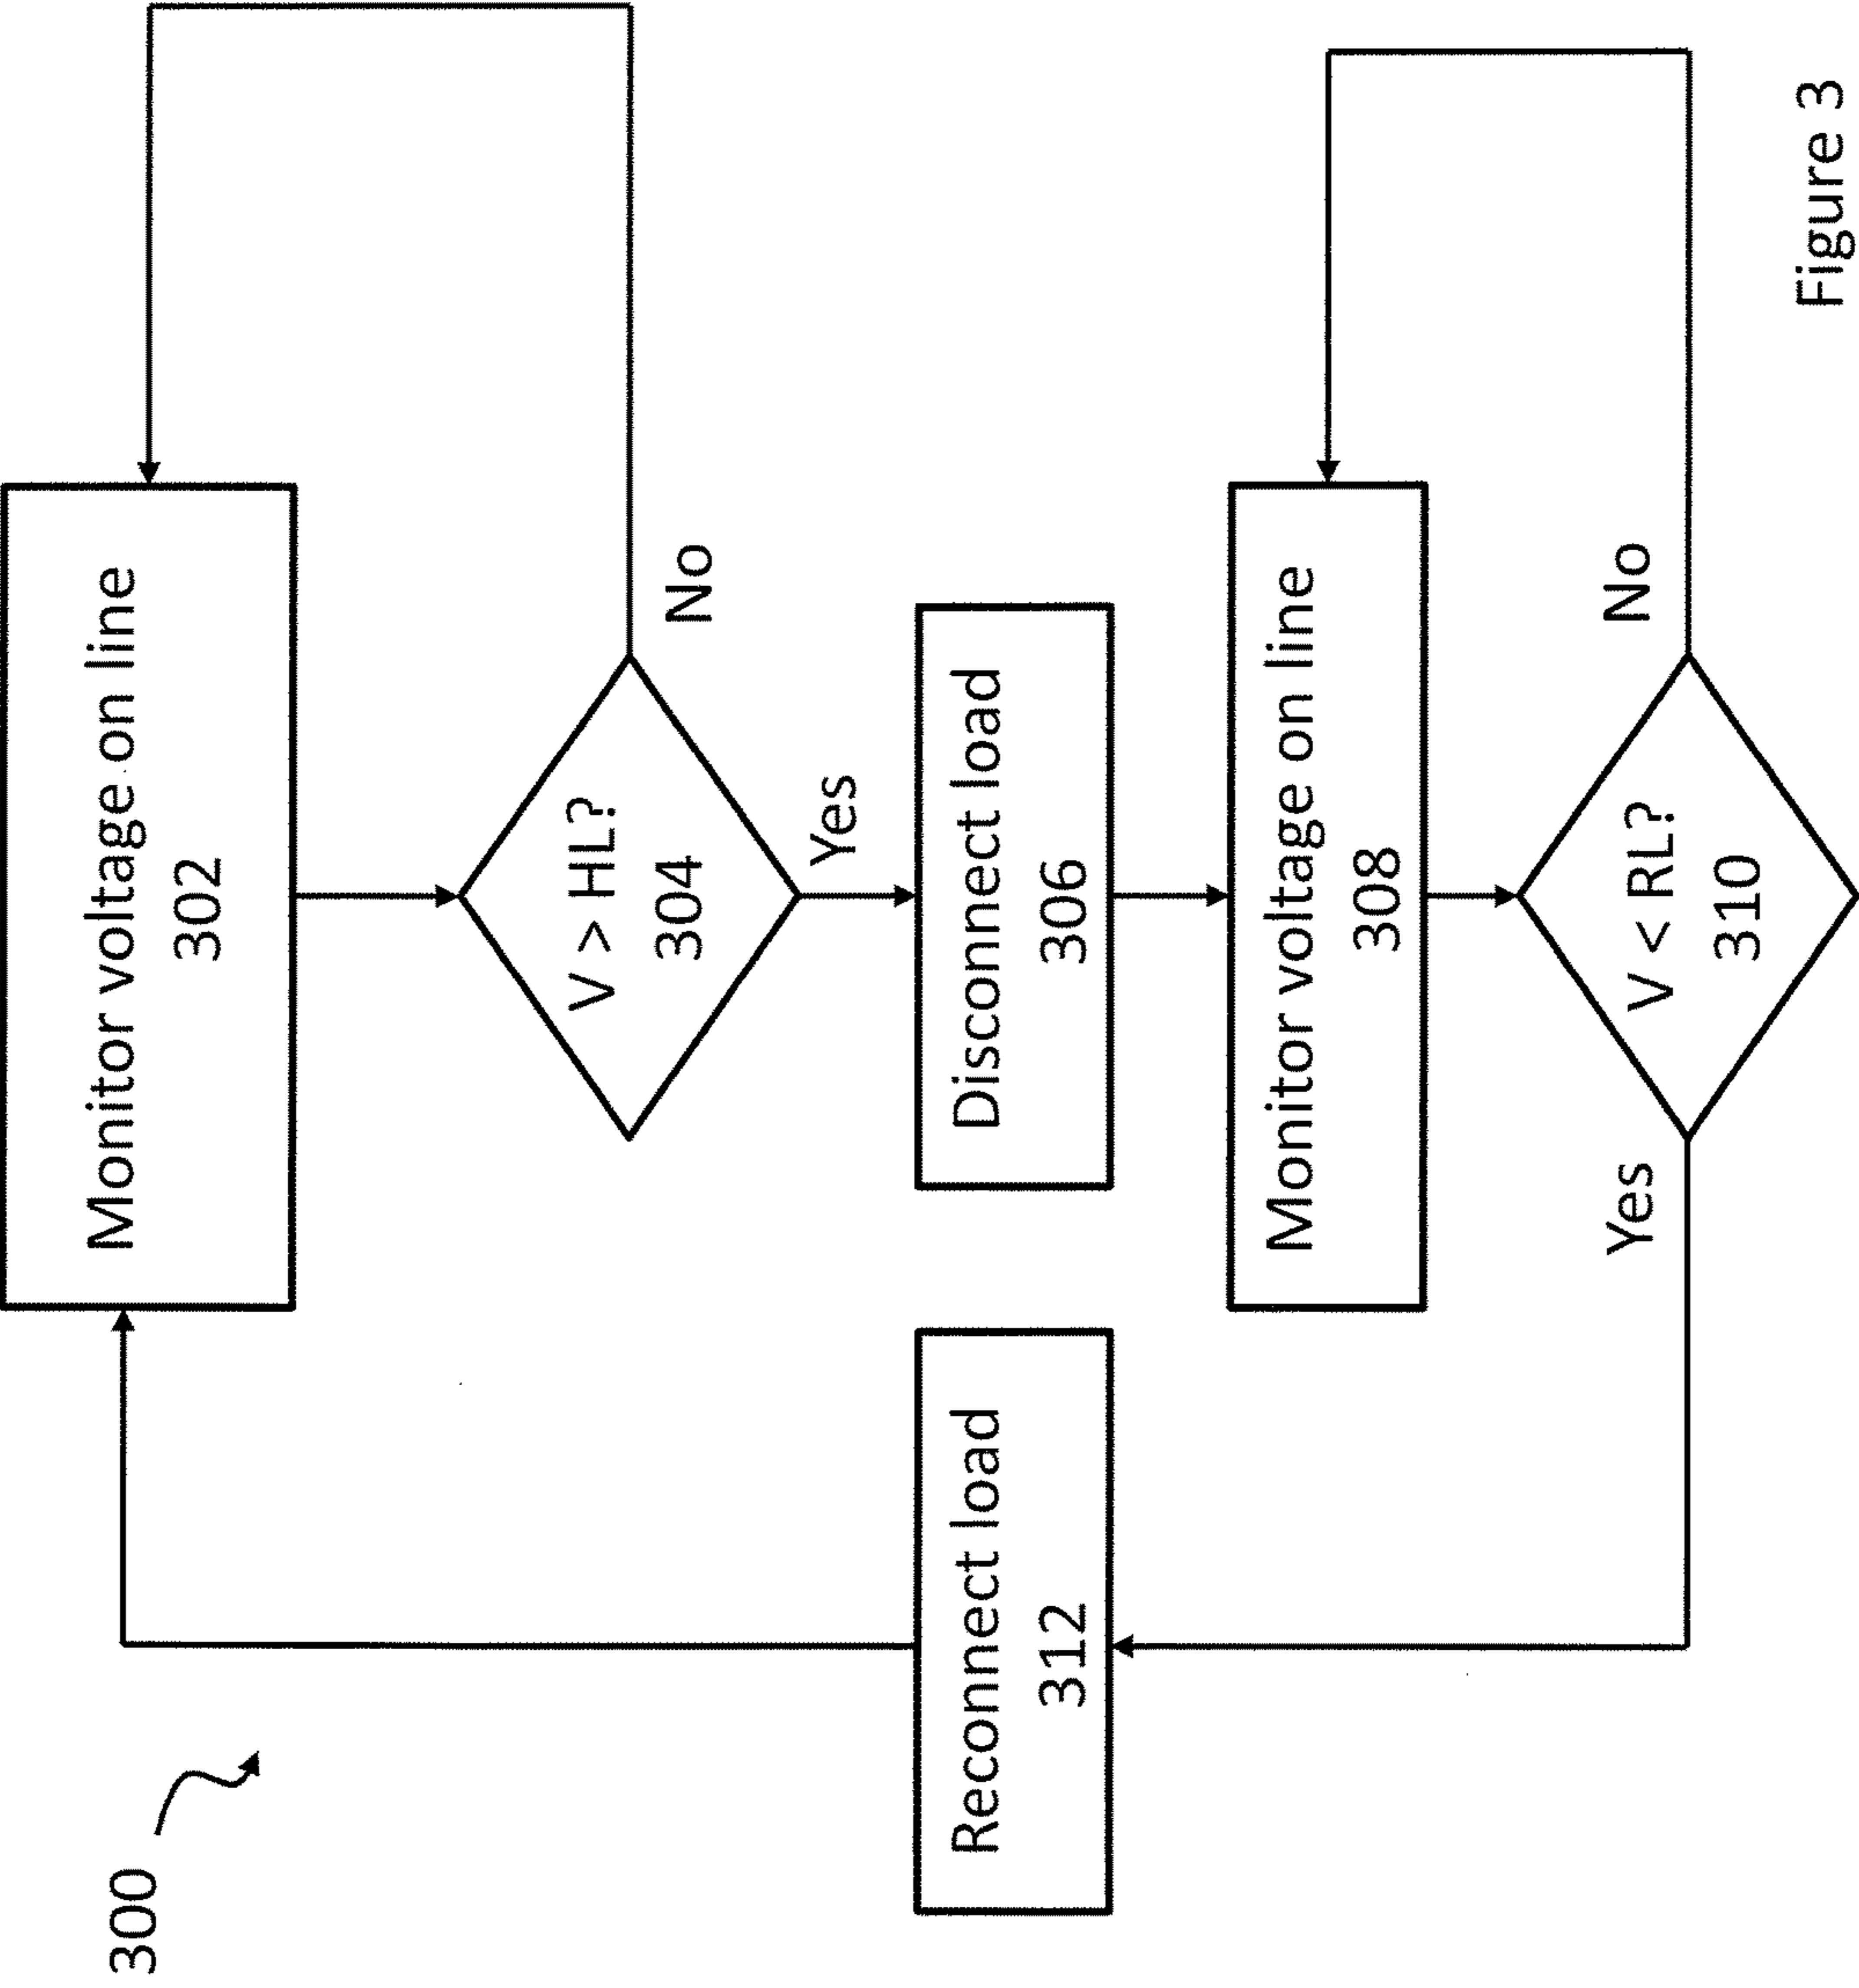 300
Monitor voltage on line
302
V > HL?
304
No
Yes
Disconnect load
306
Reconnect load
312
Monitor voltage on line
308
V < RL?
310
Yes
No
Figure 3